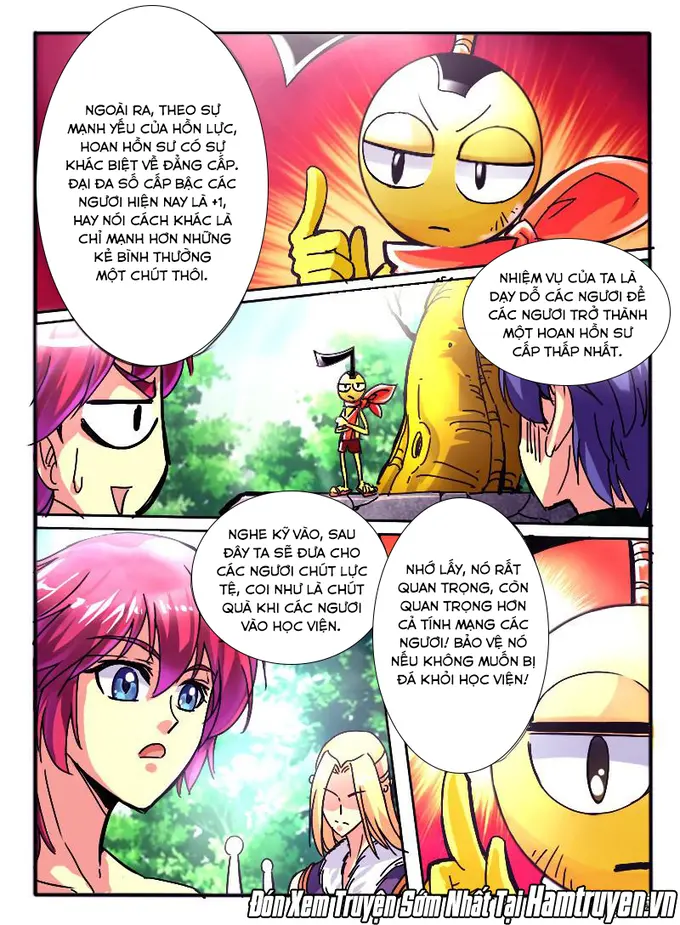 NGOÀI RA, THEO SỰ
MẠNH YẾU CỦA HỒN LỰC,
HOAN HỒN SƯ CÓ SỰ
KHÁC BIỆT VỀ ĐẲNG CẤP.
ĐẠI ĐA SỐ CẤP BẬC CÁC
NGƯƠI HIỆN NAY LÀ +1,
HAY NÓI CÁCH KHÁC LÀ
CHỈ MẠNH HƠN NHỮNG
KẺ BÌNH THƯỜNG
MỘT CHÚT THÔI.
NHIỆM VỤ CỦA TA LÀ
DẠY DỖ CÁC NGƯƠI ĐỂ
CÁC NGƯƠI TRỞ THÀNH
MỘT HOAN HỒN SƯ
CẤP THẤP NHẤT.
NGHE KỸ VÀO, SAU
ĐÂY TA SẼ ĐƯA CHO
CÁC NGƯƠI CHÚT LỰC
TỆ, COI NHƯ LÀ CHÚT
QUÀ KHI CÁC NGƯƠI
VÀO HỌC VIỆN.
NHỚ LẤY, NÓ RẤT
QUAN TRỌNG, CÒN
QUAN TRỌNG HƠN
CẢ TÍNH MẠNG CÁC
NGƯƠI! BẢO VỆ NÓ
NẾU KHÔNG MUỐN BỊ
ĐÁ KHỎI HỌC VIỆN!
Đón Xem Truyện Sớm Nhất Tại Hamtruyen.vn